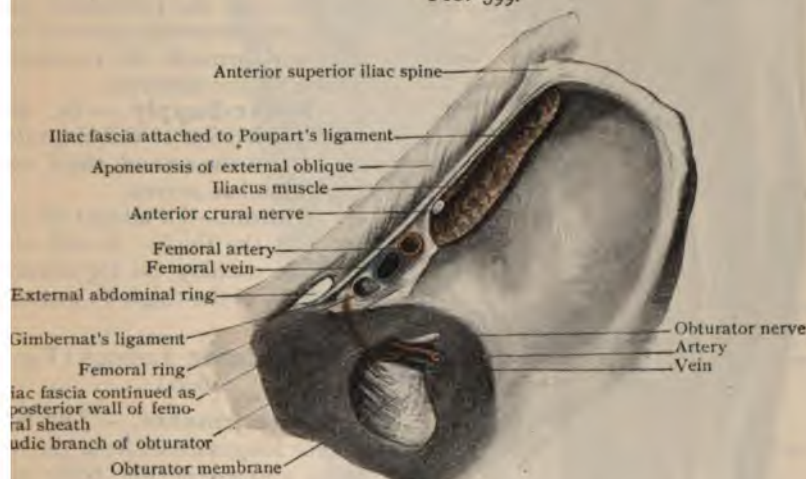 Anterior superior iliac spine
Iliac fascia attached to Poupart's ligament
Aponeurosis of external oblique
Iliacus muscle
Anterior crural nerve
Femoral artery
Femoral vein
External abdominal ring
Gimbernat's ligament
Femoral ring
iac fascia continued as
posterior wall of femo-
ral sheath
udic branch of obturator
Obturator membrane
Obturator nerve
Artery
Vein